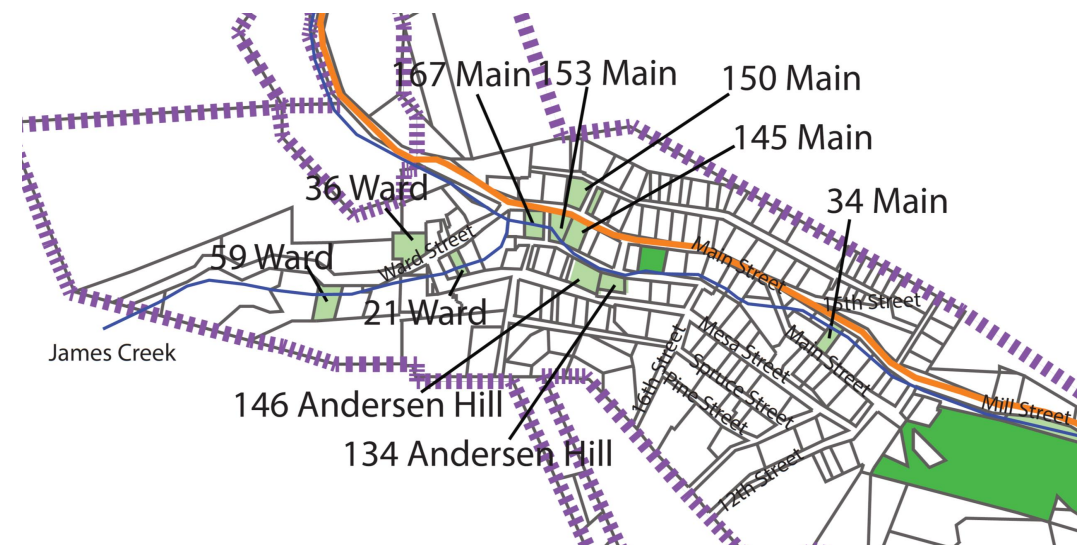 167 Main
153 Main
150 Main
145 Main
36 Ward
34 Main
59 Ward
Ward Street
Main Street
15th Street
21 Ward
James Creek
Mesa Street
Main Street
16th Street
Spruce Street
Pine Street
146 Andersen Hill
Mill Street
134 Andersen Hill
12th Street